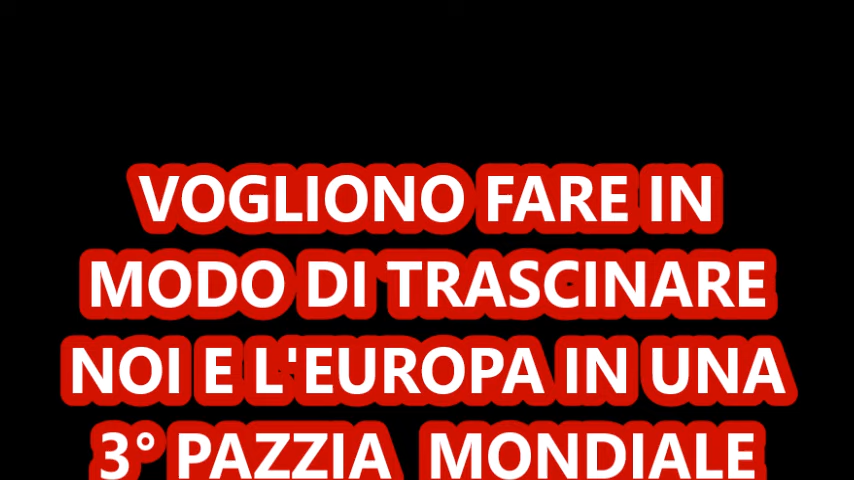 VOGLIONO FARE IN
MODO DI TRASCINARE
NOI E L'EUROPA IN UNA
3° PAZZIA MONDIALE